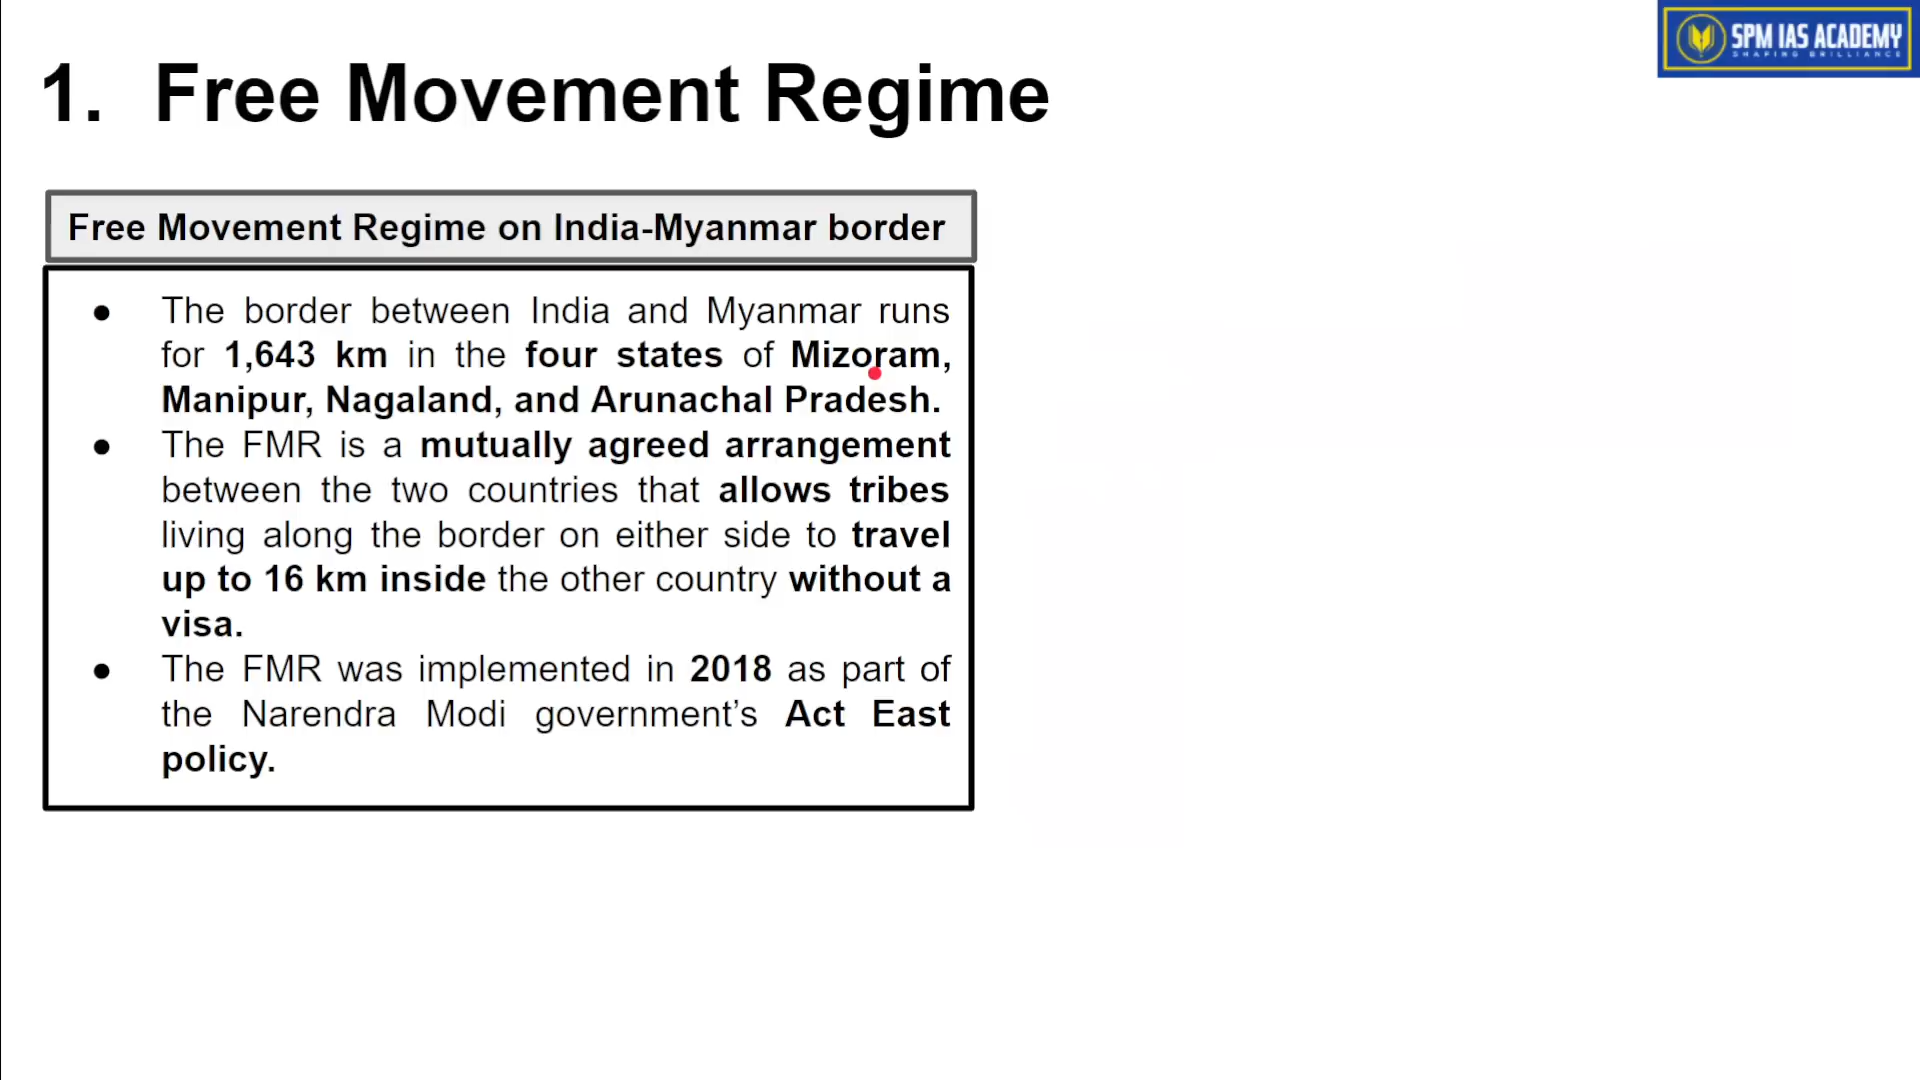 SPM IAS ACADEMY
SHAPING BRILLIANCE
1. Free Movement Regime
Free Movement Regime on India-Myanmar border
● The border between India and Myanmar runs
for 1,643 km in the four states of Mizoram,
Manipur, Nagaland, and Arunachal Pradesh.
● The FMR is a mutually agreed arrangement
between the two countries that allows tribes
living along the border on either side to travel
up to 16 km inside the other country without a
visa.
● The FMR was implemented in 2018 as part of
the Narendra Modi government’s Act East
policy.